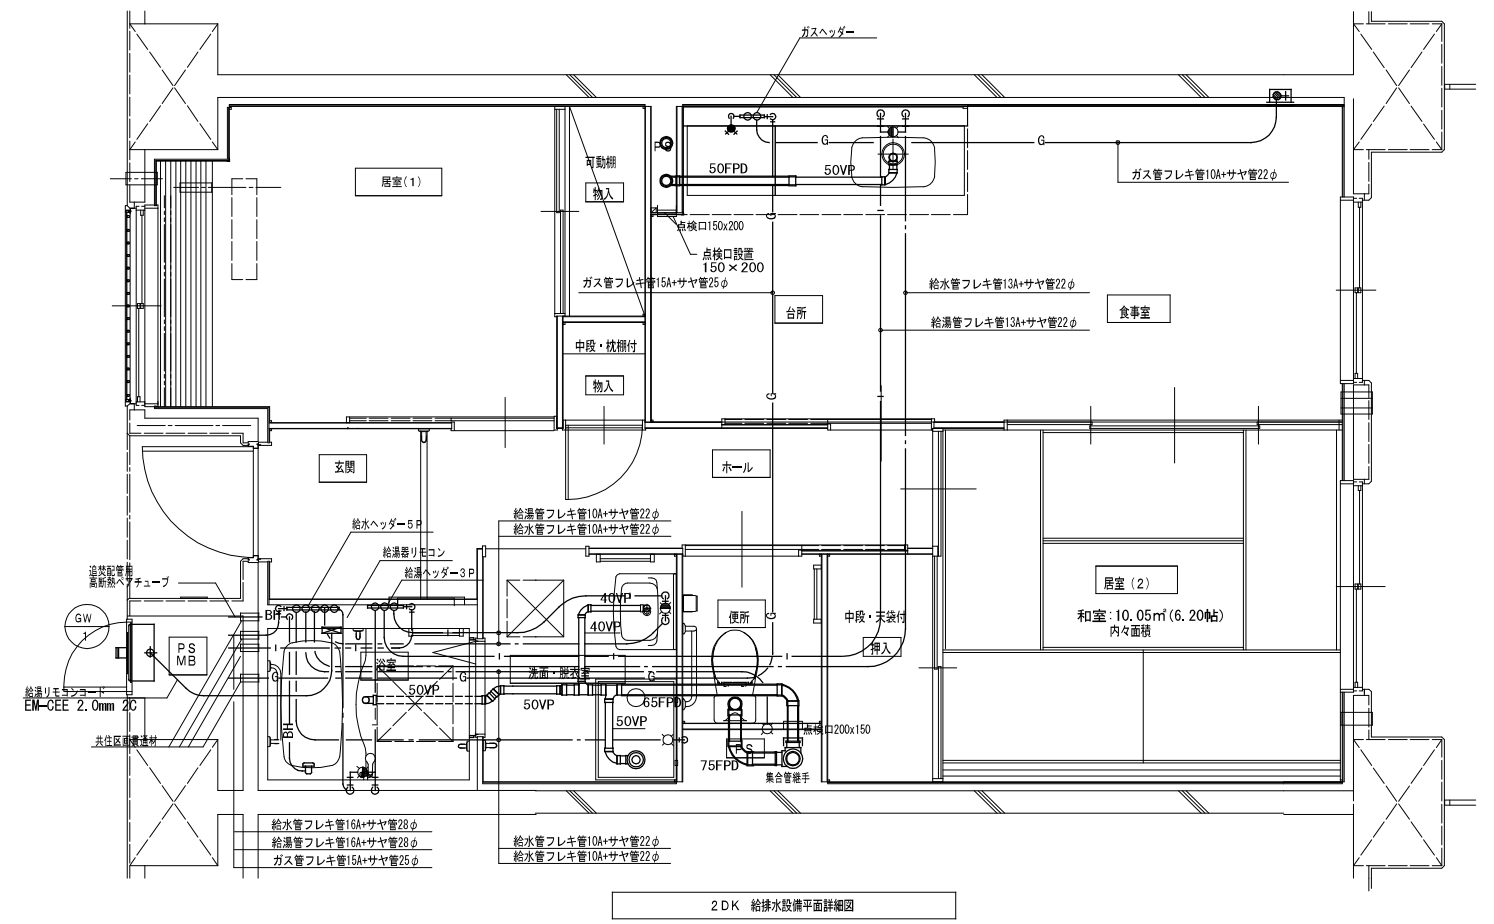 ガスヘッダー
居室(1)
可動棚
物入
P
50FPD
50VP
G
G
ガス管フレキ管10A+サヤ管22φ
点検口150x200
点検口設置
150×200
G
ガス管フレキ管15A+サヤ管25φ
給水管フレキ管13A+サヤ管22φ
台所
食事室
給湯管フレキ管13A+サヤ管22φ
中段・枕棚付
物入
G
玄関
ホール
給湯管フレキ管10A+サヤ管22φ
給水管フレキ管10A+サヤ管22φ
給水ヘッダー5P
給湯器リモコン
給湯ヘッダー3P
追焚配管用
高断熱ペアチューブ
居室(2)
和室:10.05㎡(6.20帖)
内々面積
GW
1
BH
40VP
40VP
便所
G
中段・天袋付
押入
PS
MB
浴室
洗面・脱衣室
G
G
G
50VP
50VP
65FPD
50VP
給湯リモコンコード
EM-CEE 2.0mm 2C
BH
共住区画貫通材
点検口200x150
PS
75FPD
集合管継手
給水管フレキ管16A+サヤ管28φ
給湯管フレキ管16A+サヤ管28φ
ガス管フレキ管15A+サヤ管25φ
給水管フレキ管10A+サヤ管22φ
給水管フレキ管10A+サヤ管22φ
2DK 給排水設備平面詳細図